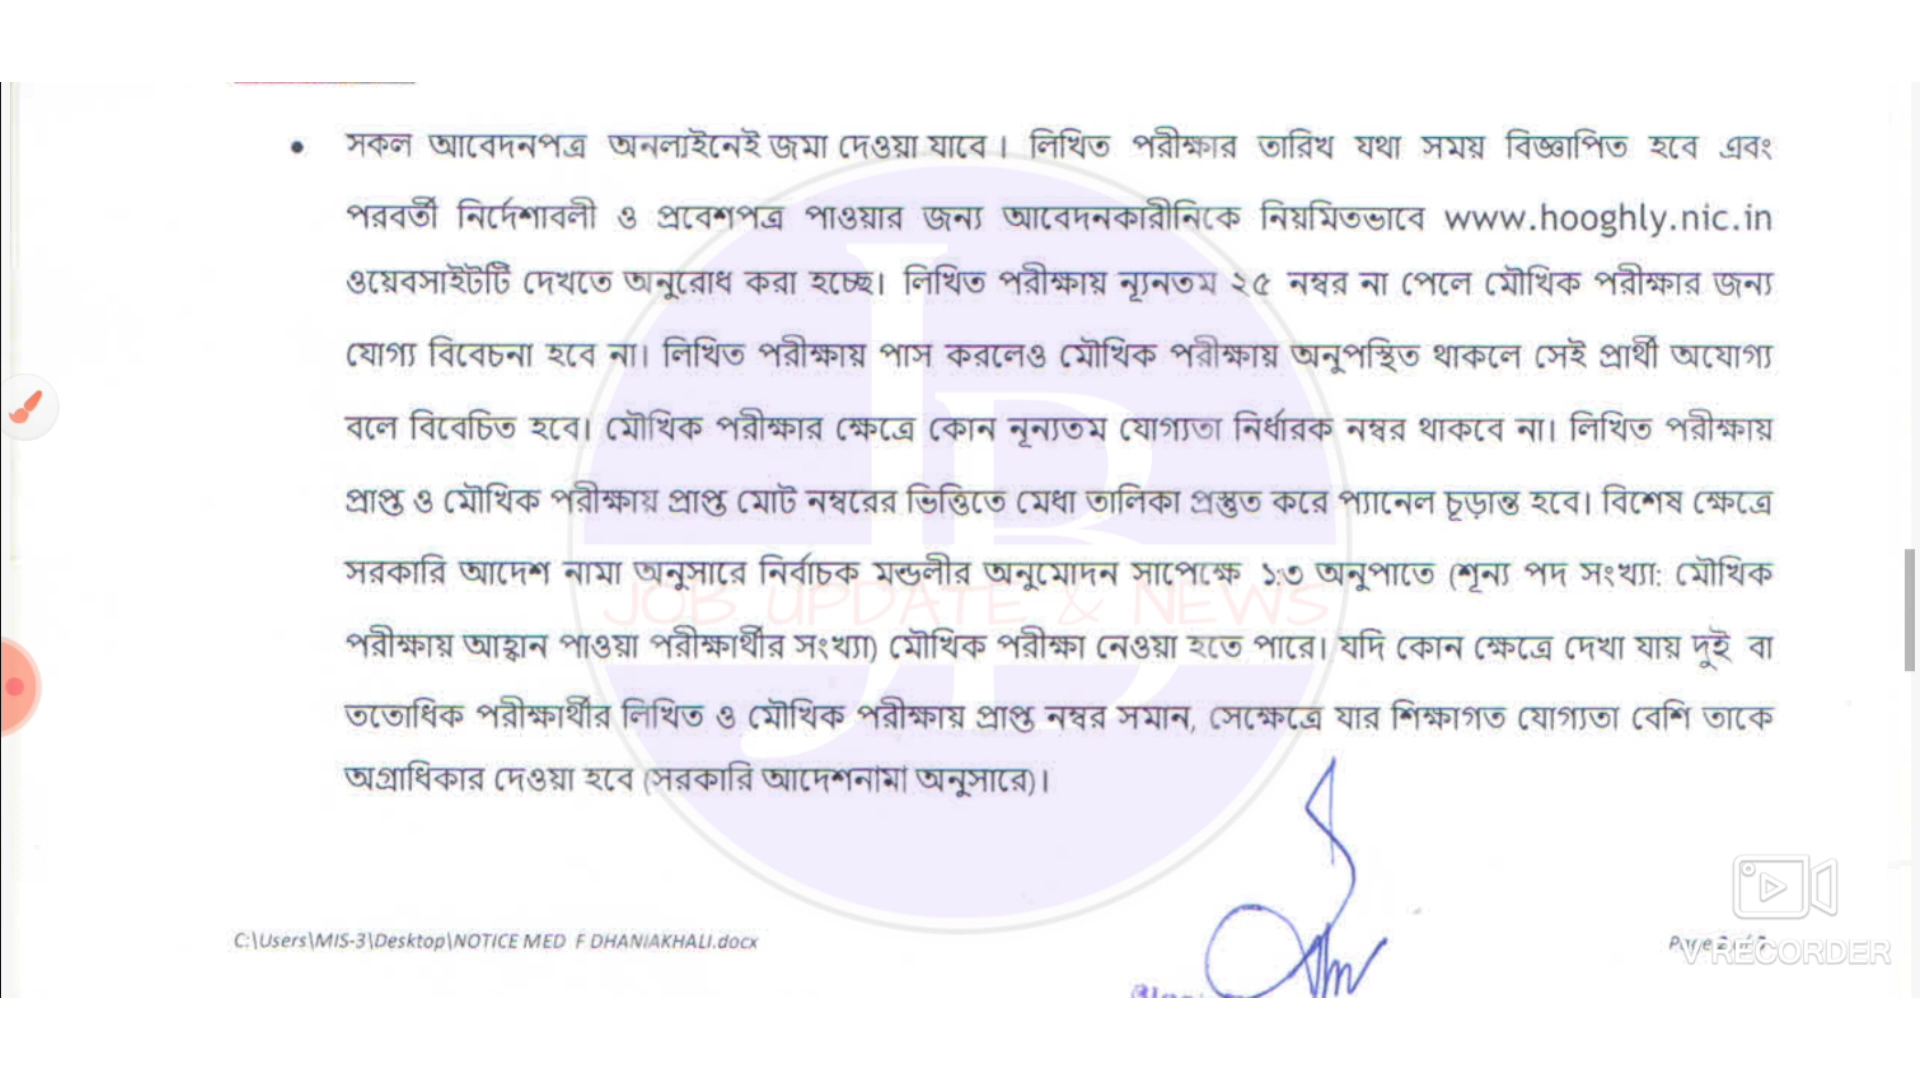 • সকল আবেদনপত্র অনলাইনেই জমা দেওয়া যাবে। লিখিত পরীক্ষার তারিখ যথা সময় বিজ্ঞাপিত হবে এবং
পরবর্তী নির্দেশাবলী ও প্রবেশপত্র পাওয়ার জন্য আবেদনকারীনিকে নিয়মিতভাবে www.hooghly.nic.in
ওয়েবসাইটটি দেখতে অনুরোধ করা হচ্ছে। লিখিত পরীক্ষায় ন্যূনতম ২৫ নম্বর না পেলে মৌখিক পরীক্ষার জন্য
যোগ্য বিবেচনা হবে না। লিখিত পরীক্ষায় পাস করলেও মৌখিক পরীক্ষায় অনুপস্থিত থাকলে সেই প্রার্থী অযোগ্য
বলে বিবেচিত হবে। মৌখিক পরীক্ষার ক্ষেত্রে কোন নূন্যতম যোগ্যতা নির্ধারক নম্বর থাকবে না। লিখিত পরীক্ষায়
প্রাপ্ত ও মৌখিক পরীক্ষায় প্রাপ্ত মোট নম্বরের ভিত্তিতে মেধা তালিকা প্রস্তুত করে প্যানেল চূড়ান্ত হবে। বিশেষ ক্ষেত্রে
সরকারি আদেশ নামা অনুসারে নির্বাচক মন্ডলীর অনুমোদন সাপেক্ষে ১:৩ অনুপাতে (শূন্য পদ সংখ্যা: মৌখিক
JOB UPDATE & NEWS
পরীক্ষায় আহ্বান পাওয়া পরীক্ষার্থীর সংখ্যা) মৌখিক পরীক্ষা নেওয়া হতে পারে। যদি কোন ক্ষেত্রে দেখা যায় দুই বা
ততোধিক পরীক্ষার্থীর লিখিত ও মৌখিক পরীক্ষায় প্রাপ্ত নম্বর সমান, সেক্ষেত্রে যার শিক্ষাগত যোগ্যতা বেশি তাকে
অগ্রাধিকার দেওয়া হবে (সরকারি আদেশনামা অনুসারে)।
C:\Users\MIS-3\Desktop\NOTICE MED F DHANIAKHALI.docx
Page 2 of
V RECORDER